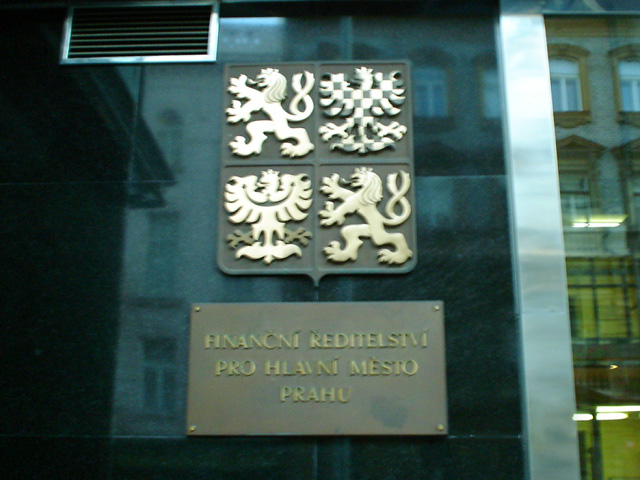 FINANČNÍ ŘEDITELSTVÍ
PRO HLAVNÍ MĚSTO
PRAHU